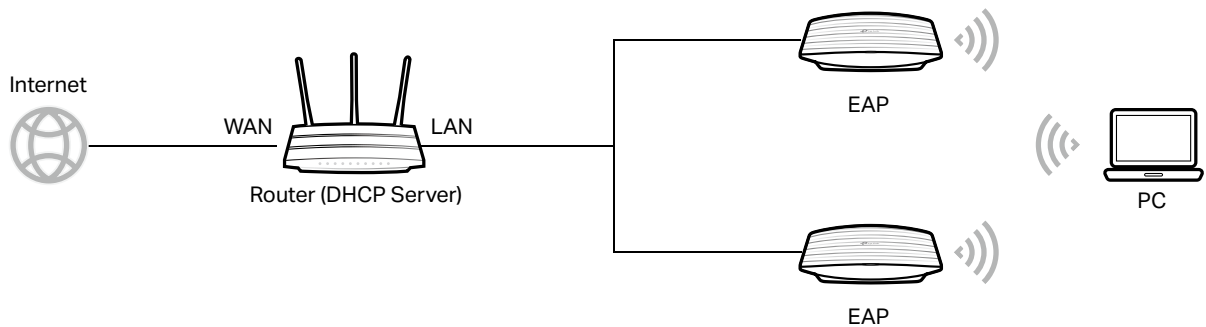 Internet
WAN
LAN
Router (DHCP Server)
EAP
PC
EAP